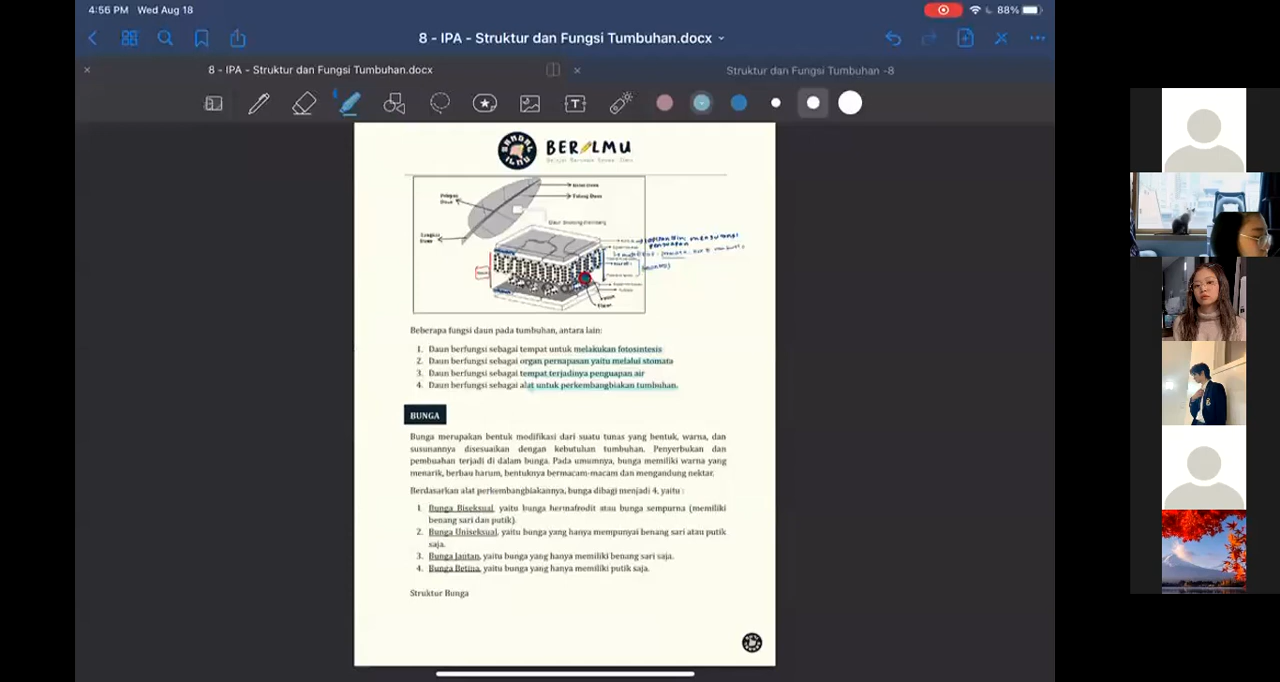 4:56 PM Wed Aug 18
88%
8 - IPA - Struktur dan Fungsi Tumbuhan.docx
8 - IPA - Struktur dan Fungsi Tumbuhan.docx
Struktur dan Fungsi Tumbuhan -8
BERILMU
Tulang Daun
Beberapa fungsi daun pada tumbuhan, antara lain:
1. Daun berfungsi sebagai tempat untuk melakukan fotosintesis
2. Daun berfungsi sebagai organ pernapasan yaitu melalui stomata
3. Daun berfungsi sebagai tempat terjadinya penguapan air
4. Daun berfungsi sebagai alat untuk perkembangbiakan tumbuhan.
BUNGA
Bunga merupakan bentuk modifikasi dari suatu tunas yang bentuk, warna, dan
susunannya disesuaikan dengan kebutuhan tumbuhan. Penyerbukan dan
pembuahan terjadi di dalam bunga. Pada umumnya, bunga memiliki warna yang
menarik, berbau harum, bentuknya bermacam-macam dan mengandung nektar.
Berdasarkan alat perkembangbiakannya, bunga dibagi menjadi 4, yaitu :
1. Bunga Biseksual, yaitu bunga hermafrodit atau bunga sempurna (memiliki
benang sari dan putik).
2. Bunga Uniseksual, yaitu bunga yang hanya mempunyai benang sari atau putik
saja.
3. Bunga Jantan, yaitu bunga yang hanya memiliki benang sari saja.
4. Bunga Betina, yaitu bunga yang hanya memiliki putik saja.
Struktur Bunga